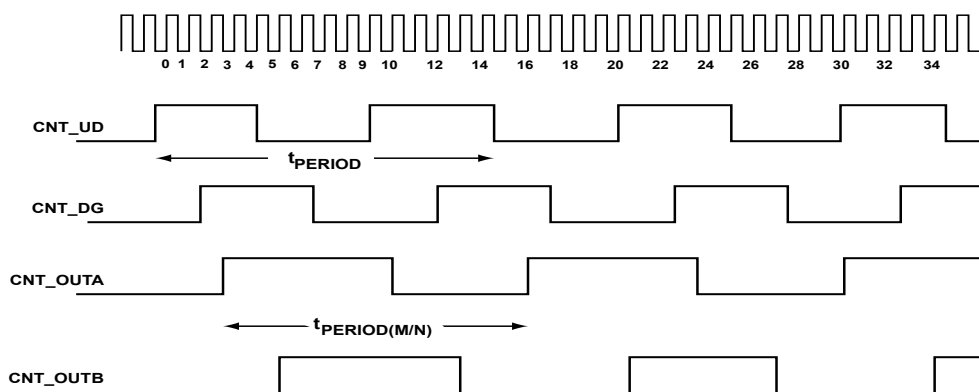 0 1 2 3 4 5 6 7 8 9 10 12 14 16 18 20 22 24 26 28 30 32 34
CNT_UD
tPERIOD
CNT_DG
CNT_OUTA
tPERIOD(M/N)
CNT_OUTB